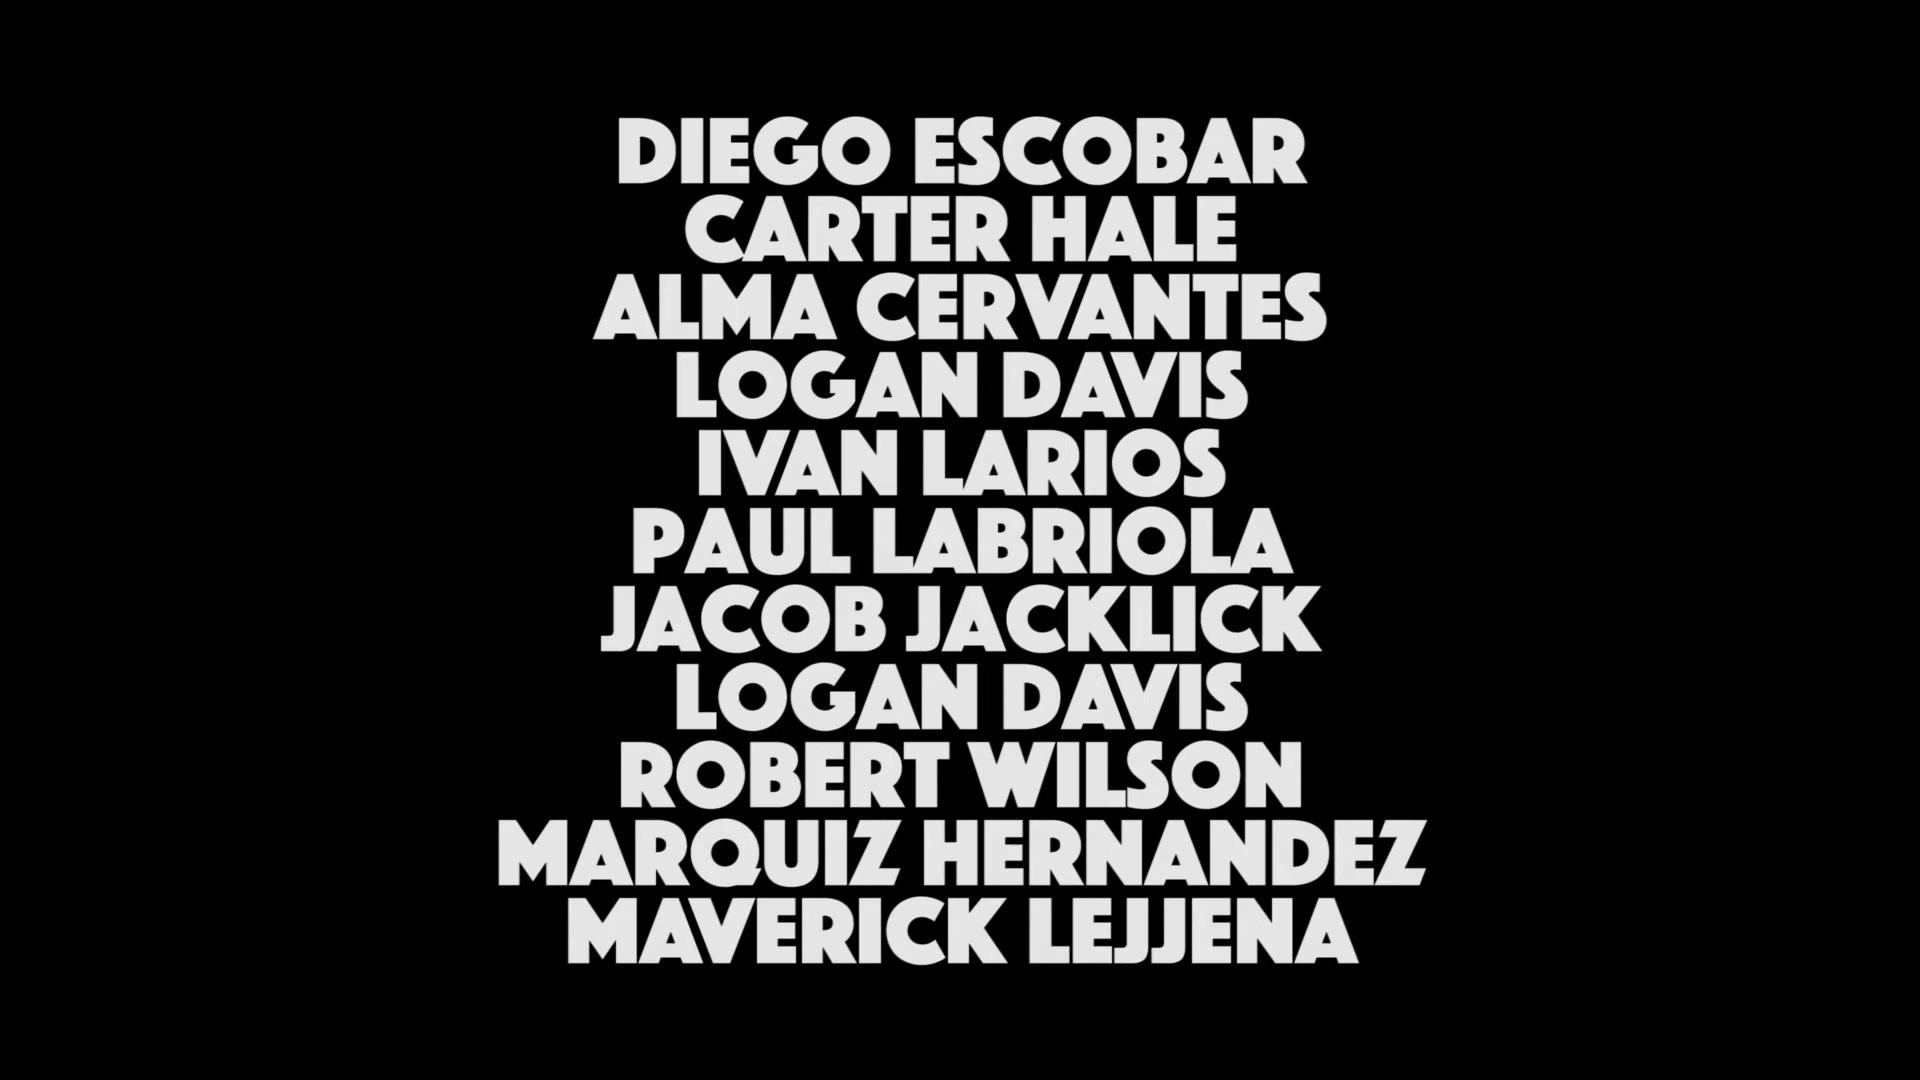 DIEGO ESCOBAR
CARTER HALE
ALMA CERVANTES
LOGAN DAVIS
IVAN LARIOS
PAUL LABRIOLA
JACOB JACKLICK
LOGAN DAVIS
ROBERT WILSON
MARQUIZ HERNANDEZ
MAVERICK LEJJENA